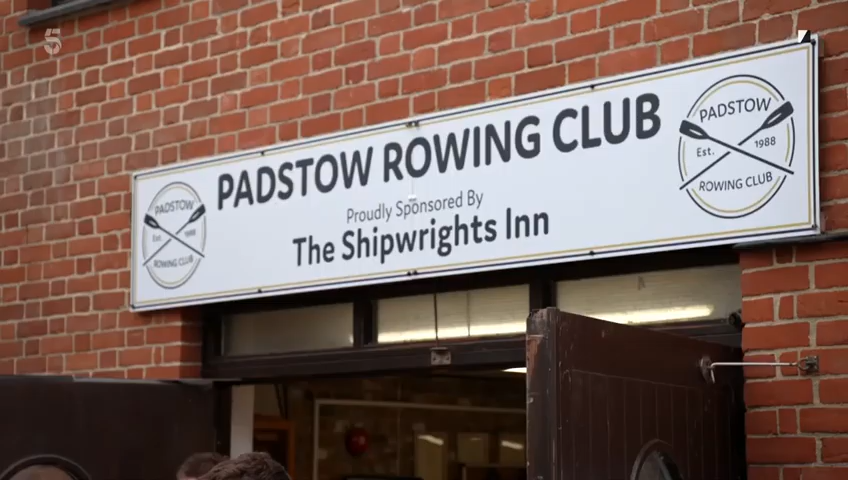 5
PADSTOW ROWING CLUB
Proudly Sponsored By
The Shipwrights Inn
PADSTOW
Est. 1988
ROWING CLUB
PADSTOW
Est. 1988
ROWING CLUB